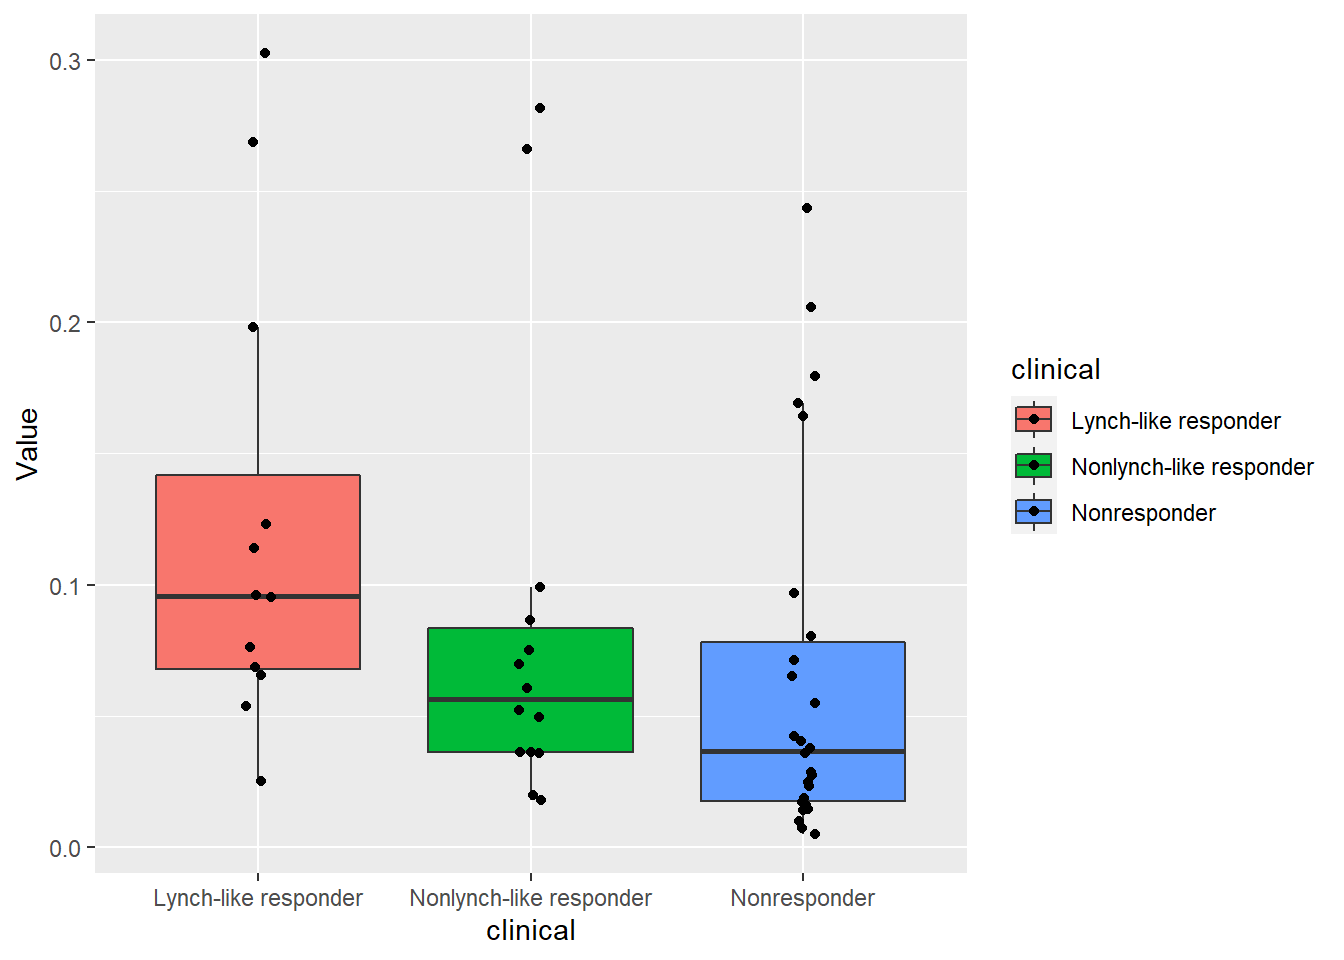 0.3
0.2
0.1
0.0
Value
Lynch-like responder
Nonlynch-like responder
Nonresponder
clinical
clinical
Lynch-like responder
Nonlynch-like responder
Nonresponder